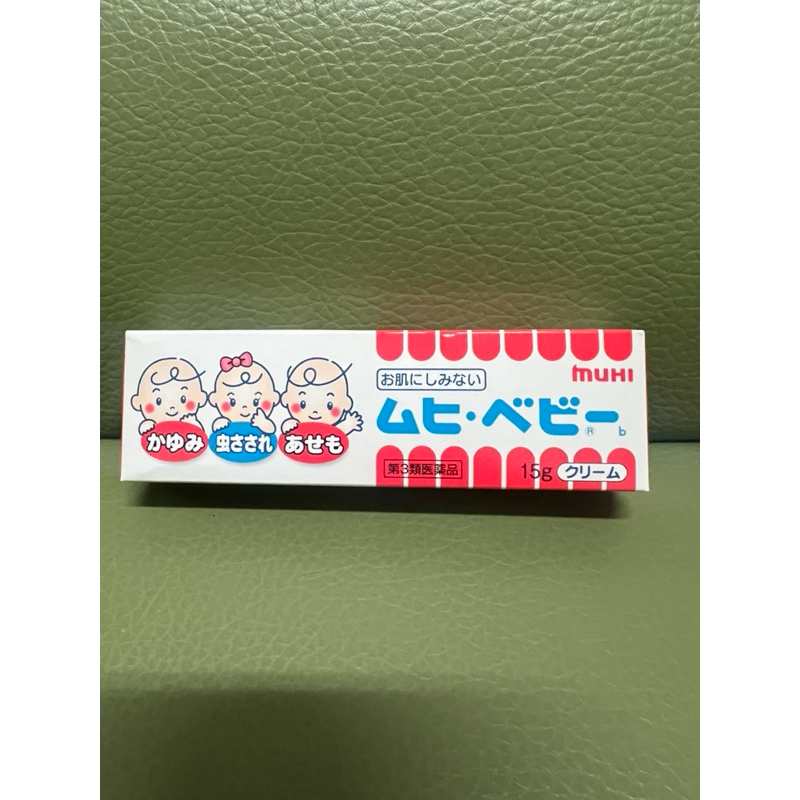 かゆみ
虫さされ
あせも
お肌にしみない
muHI
ムヒ・ベビー® b
第3類医薬品
15g クリーム